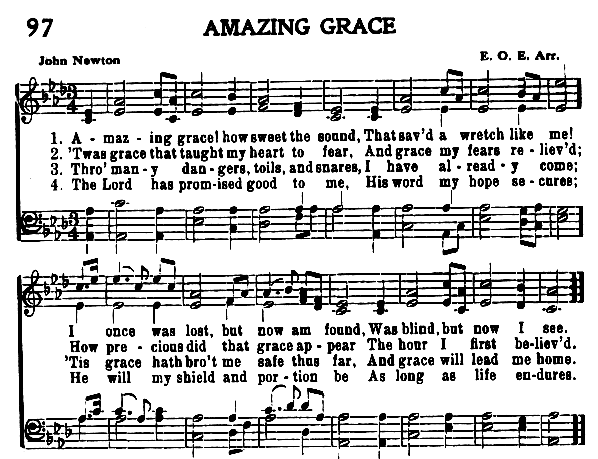 97 AMAZING GRACE
John Newton E. O. E. Arr.
1. A - maz - ing grace! how sweet the sound, That sav'd a wretch like me!
2. 'Twas grace that taught my heart to fear, And grace my fears re - liev'd;
3. Thro' man - y dan - gers, toils, and snares, I have al - read - y come;
4. The Lord has prom - ised good to me, His word my hope se - cures;
I once was lost, but now am found, Was blind, but now I see.
How pre - cious did that grace ap - pear The hour I first be - liev'd.
'Tis grace hath bro't me safe thus far, And grace will lead me home.
He will my shield and por - tion be As long as life en - dures.